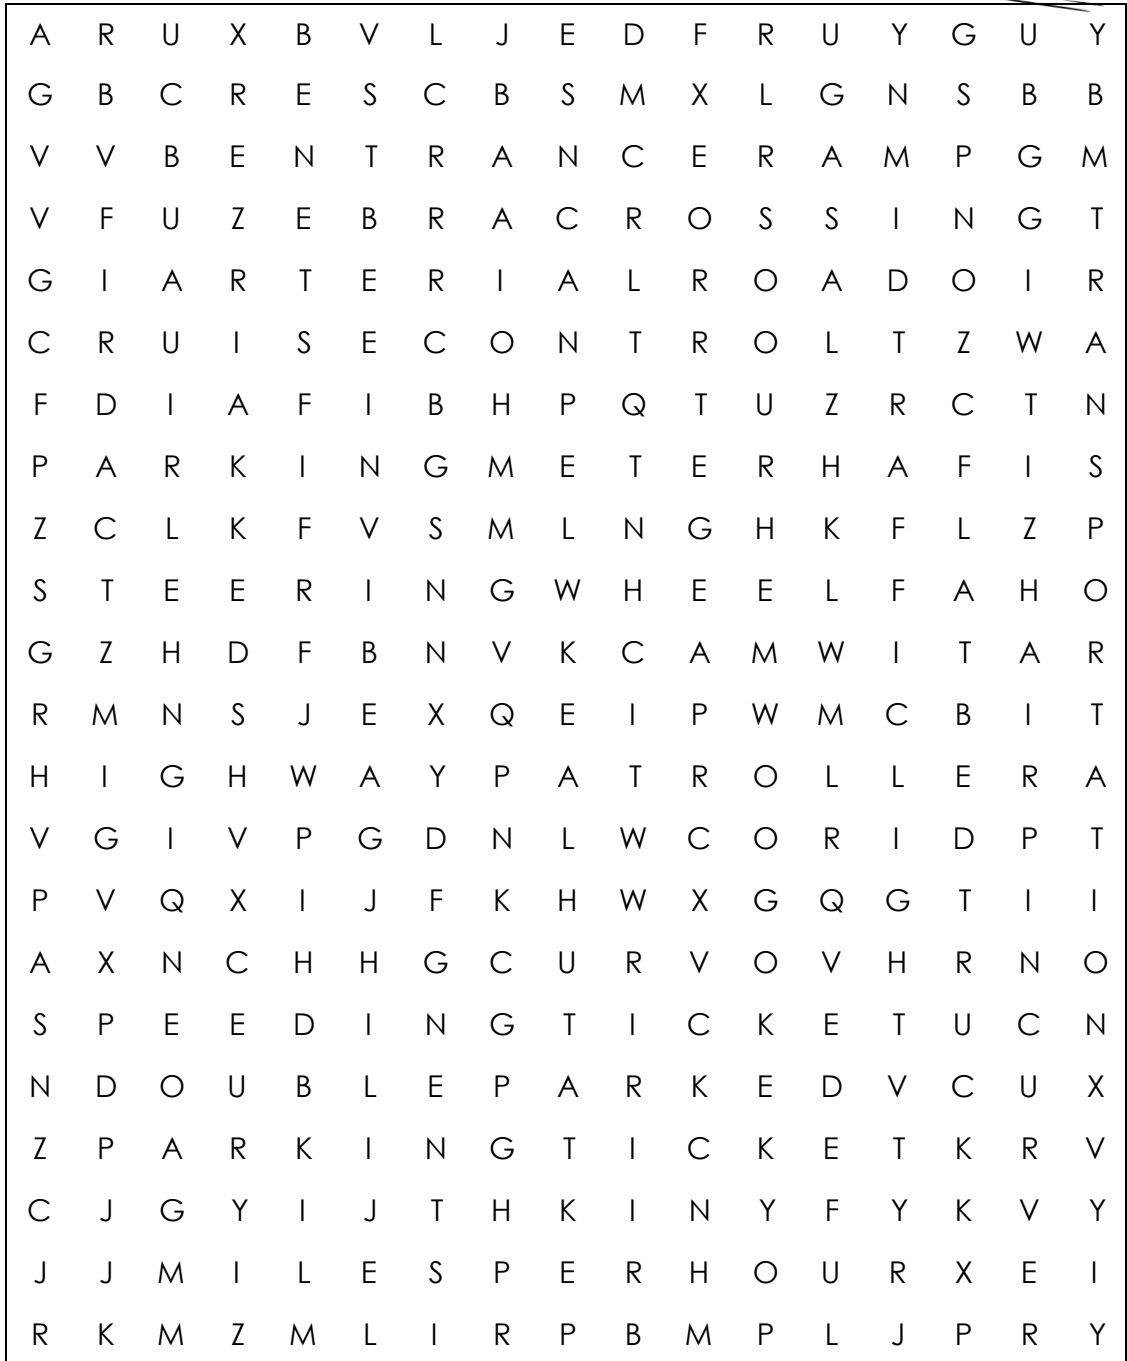 A R U X B V L J E D F R U Y G U Y
G B C R E S C B S M X L G N S B B
V V B E N T R A N C E R A M P G M
V F U Z E B R A C R O S S I N G T
G I A R T E R I A L R O A D O I R
C R U I S E C O N T R O L T Z W A
F D I A F I B H P Q T U Z R C T N
P A R K I N G M E T E R H A F I S
Z C L K F V S M L N G H K F L Z P
S T E E R I N G W H E E L F A H O
G Z H D F B N V K C A M W I T A R
R M N S J E X Q E I P W M C B I T
H I G H W A Y P A T R O L L E R A
V G I V P G D N L W C O R I D P T
P V Q X I J F K H W X G Q G T I I
A X N C H H G C U R V O V H R N O
S P E E D I N G T I C K E T U C N
N D O U B L E P A R K E D V C U X
Z P A R K I N G T I C K E T K R V
C J G Y I J T H K I N Y F Y K V Y
J J M I L E S P E R H O U R X E I
R K M Z M L I R P B M P L J P R Y